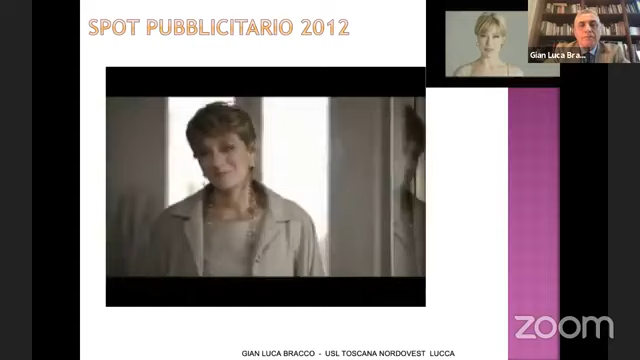 SPOT PUBBLICITARIO 2012
Gian Luca Bra...
GIAN LUCA BRACCO - USL TOSCANA NORDOVEST LUCCA
zoom